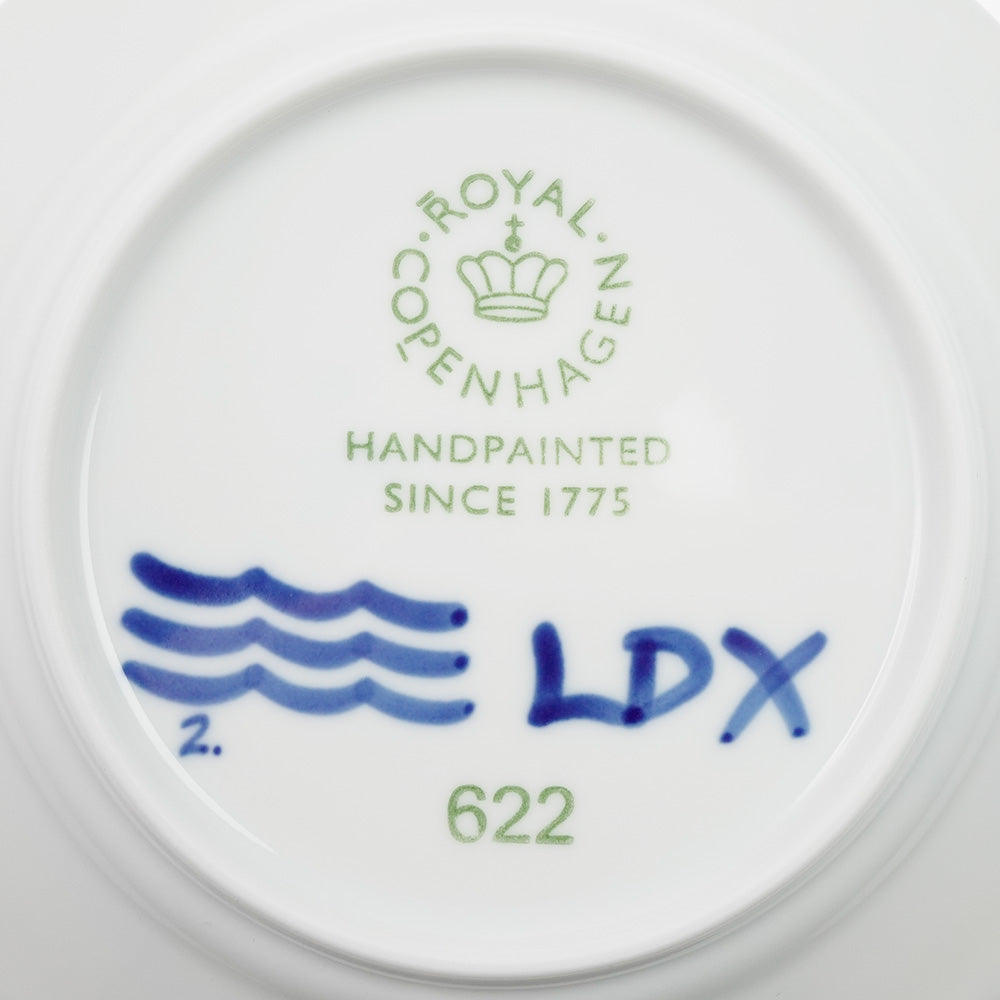 ROYAL
COPENHAGEN
HANDPAINTED
SINCE 1775
LDX
2.
622